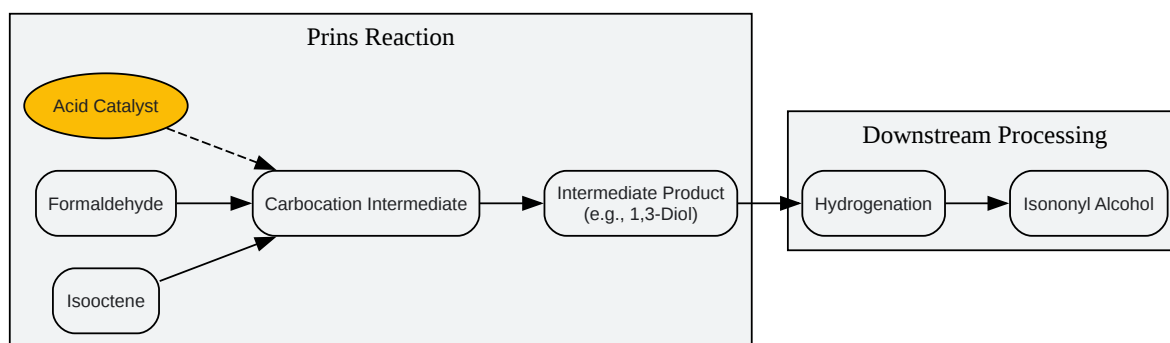 Prins Reaction
Acid Catalyst
Formaldehyde
Isooctene
Carbocation Intermediate
Intermediate Product
(e.g., 1,3-Diol)
Downstream Processing
Hydrogenation
Isononyl Alcohol